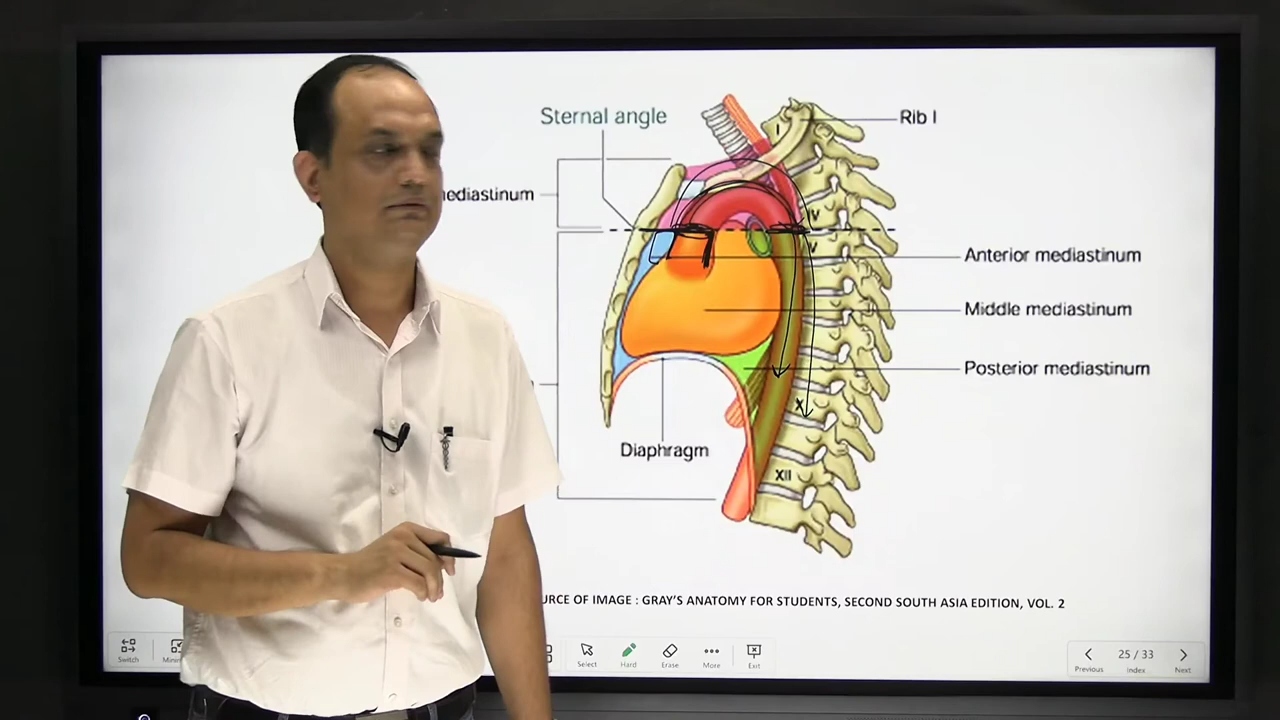 Sternal angle
Rib I
I
mediastinum
IV
V
Anterior mediastinum
Middle mediastinum
Posterior mediastinum
X
Diaphragm
XII
URCE OF IMAGE : GRAY'S ANATOMY FOR STUDENTS, SECOND SOUTH ASIA EDITION, VOL. 2
Switch
Select
Hard
Erase
More
Exit
25 / 33
Previous
Index
Next